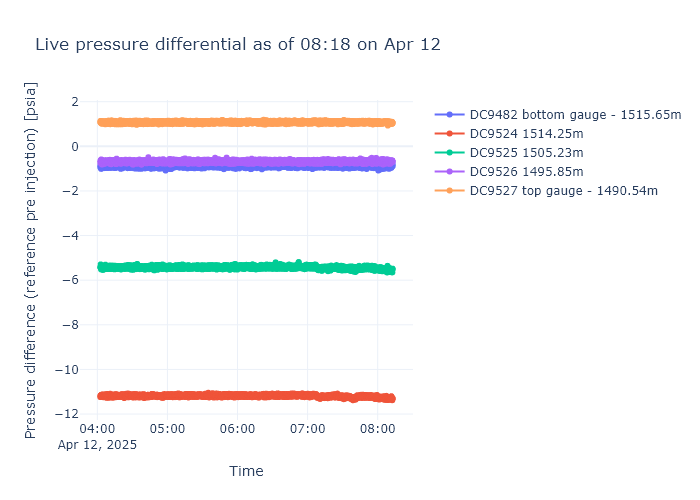 Live pressure differential as of 08:18 on Apr 12
Pressure difference (reference pre injection) [psia]
2
0
−2
−4
−6
−8
−10
−12
04:00
05:00
06:00
07:00
08:00
Apr 12, 2025
Time
DC9482 bottom gauge - 1515.65m
DC9524 1514.25m
DC9525 1505.23m
DC9526 1495.85m
DC9527 top gauge - 1490.54m